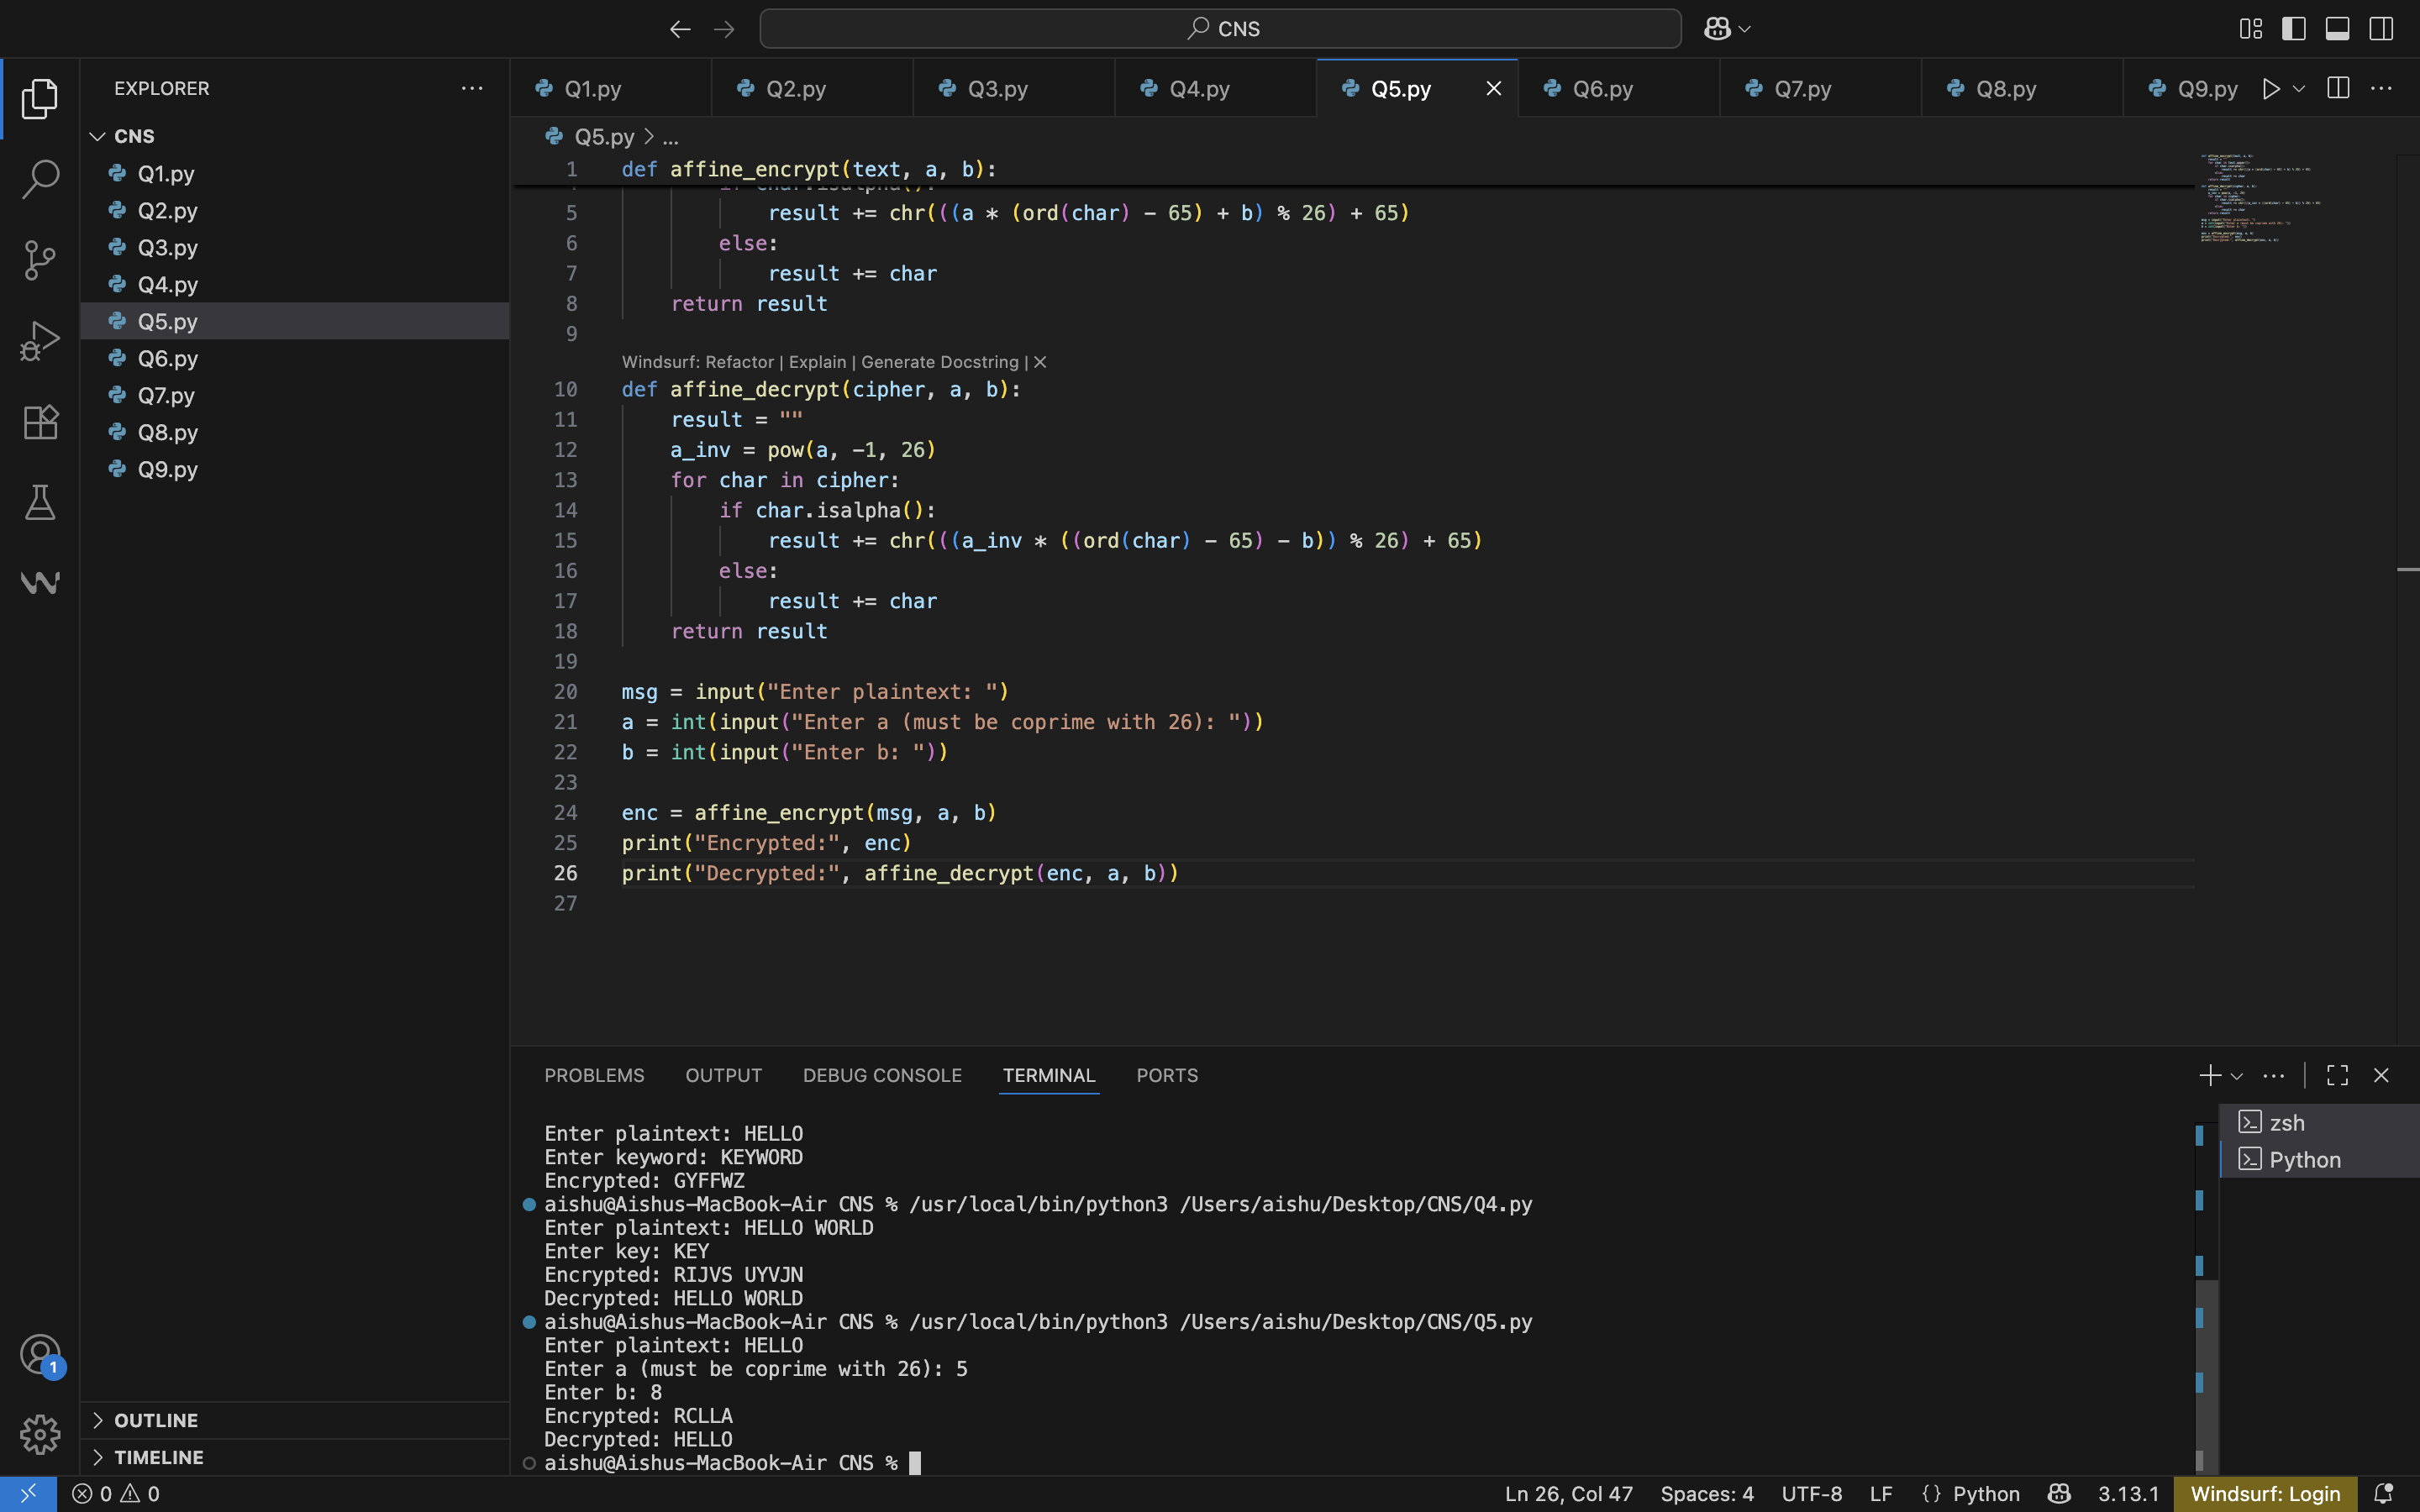 CNS
EXPLORER
CNS
Q1.py
Q2.py
Q3.py
Q4.py
Q5.py
Q6.py
Q7.py
Q8.py
Q9.py
OUTLINE
TIMELINE
Q1.py Q2.py Q3.py Q4.py Q5.py Q6.py Q7.py Q8.py Q9.py
Q5.py > ...
1 def affine_encrypt(text, a, b):
5 result += chr(((a * (ord(char) - 65) + b) % 26) + 65)
6 else:
7 result += char
8 return result
9
Windsurf: Refactor | Explain | Generate Docstring | X
10 def affine_decrypt(cipher, a, b):
11 result = ""
12 a_inv = pow(a, -1, 26)
13 for char in cipher:
14 if char.isalpha():
15 result += chr(((a_inv * ((ord(char) - 65) - b)) % 26) + 65)
16 else:
17 result += char
18 return result
19
20 msg = input("Enter plaintext: ")
21 a = int(input("Enter a (must be coprime with 26): "))
22 b = int(input("Enter b: "))
23
24 enc = affine_encrypt(msg, a, b)
25 print("Encrypted:", enc)
26 print("Decrypted:", affine_decrypt(enc, a, b))
27
PROBLEMS OUTPUT DEBUG CONSOLE TERMINAL PORTS
Enter plaintext: HELLO
Enter keyword: KEYWORD
Encrypted: GYFFWZ
aishu@Aishus-MacBook-Air CNS % /usr/local/bin/python3 /Users/aishu/Desktop/CNS/Q4.py
Enter plaintext: HELLO WORLD
Enter key: KEY
Encrypted: RIJVS UYVJN
Decrypted: HELLO WORLD
aishu@Aishus-MacBook-Air CNS % /usr/local/bin/python3 /Users/aishu/Desktop/CNS/Q5.py
Enter plaintext: HELLO
Enter a (must be coprime with 26): 5
Enter b: 8
Encrypted: RCLLA
Decrypted: HELLO
aishu@Aishus-MacBook-Air CNS %
zsh
Python
1
0 0
Ln 26, Col 47 Spaces: 4 UTF-8 LF {} Python 3.13.1 Windsurf: Login